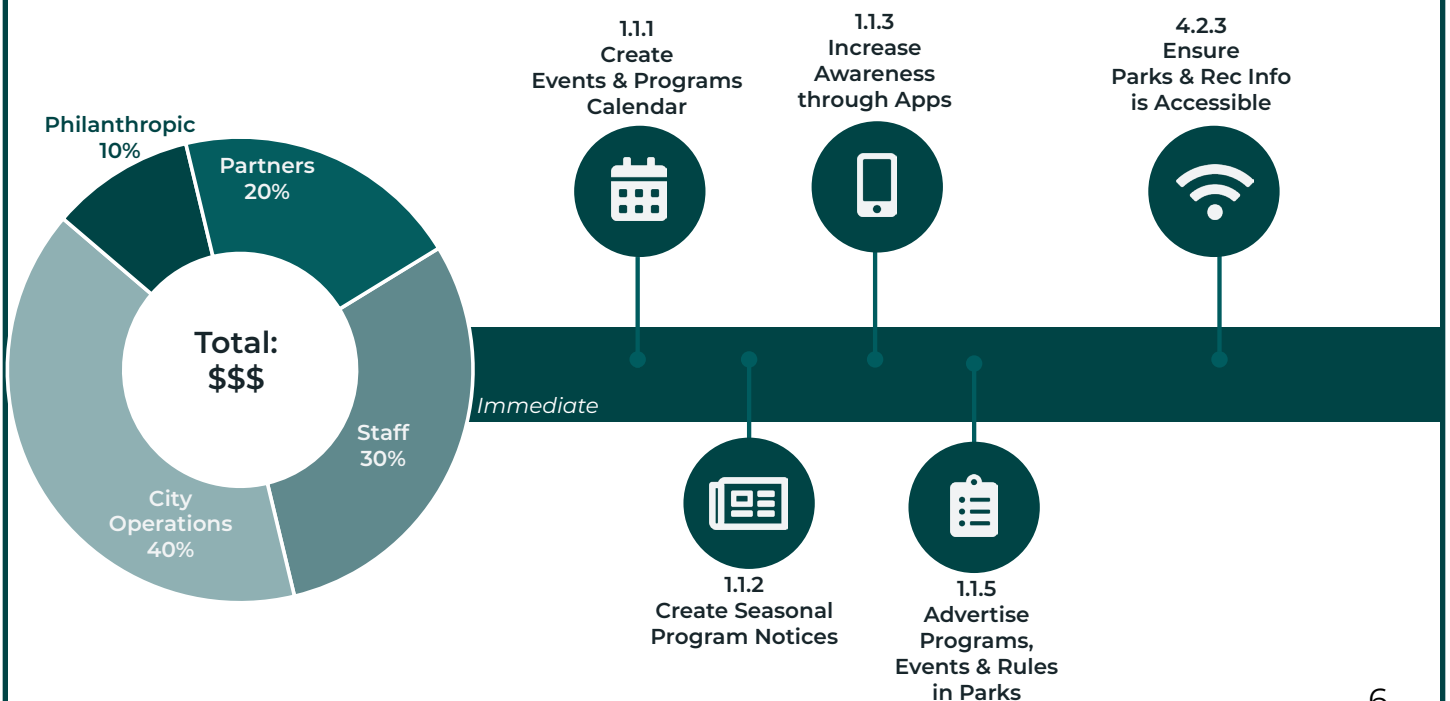 Philanthropic
10%
Partners
20%
Staff
30%
City
Operations
40%
Total:
$$$
Immediate
1.1.1
Create
Events & Programs
Calendar
1.1.2
Create Seasonal
Program Notices
1.1.3
Increase
Awareness
through Apps
1.1.5
Advertise
Programs,
Events & Rules
in Parks
4.2.3
Ensure
Parks & Rec Info
is Accessible
6